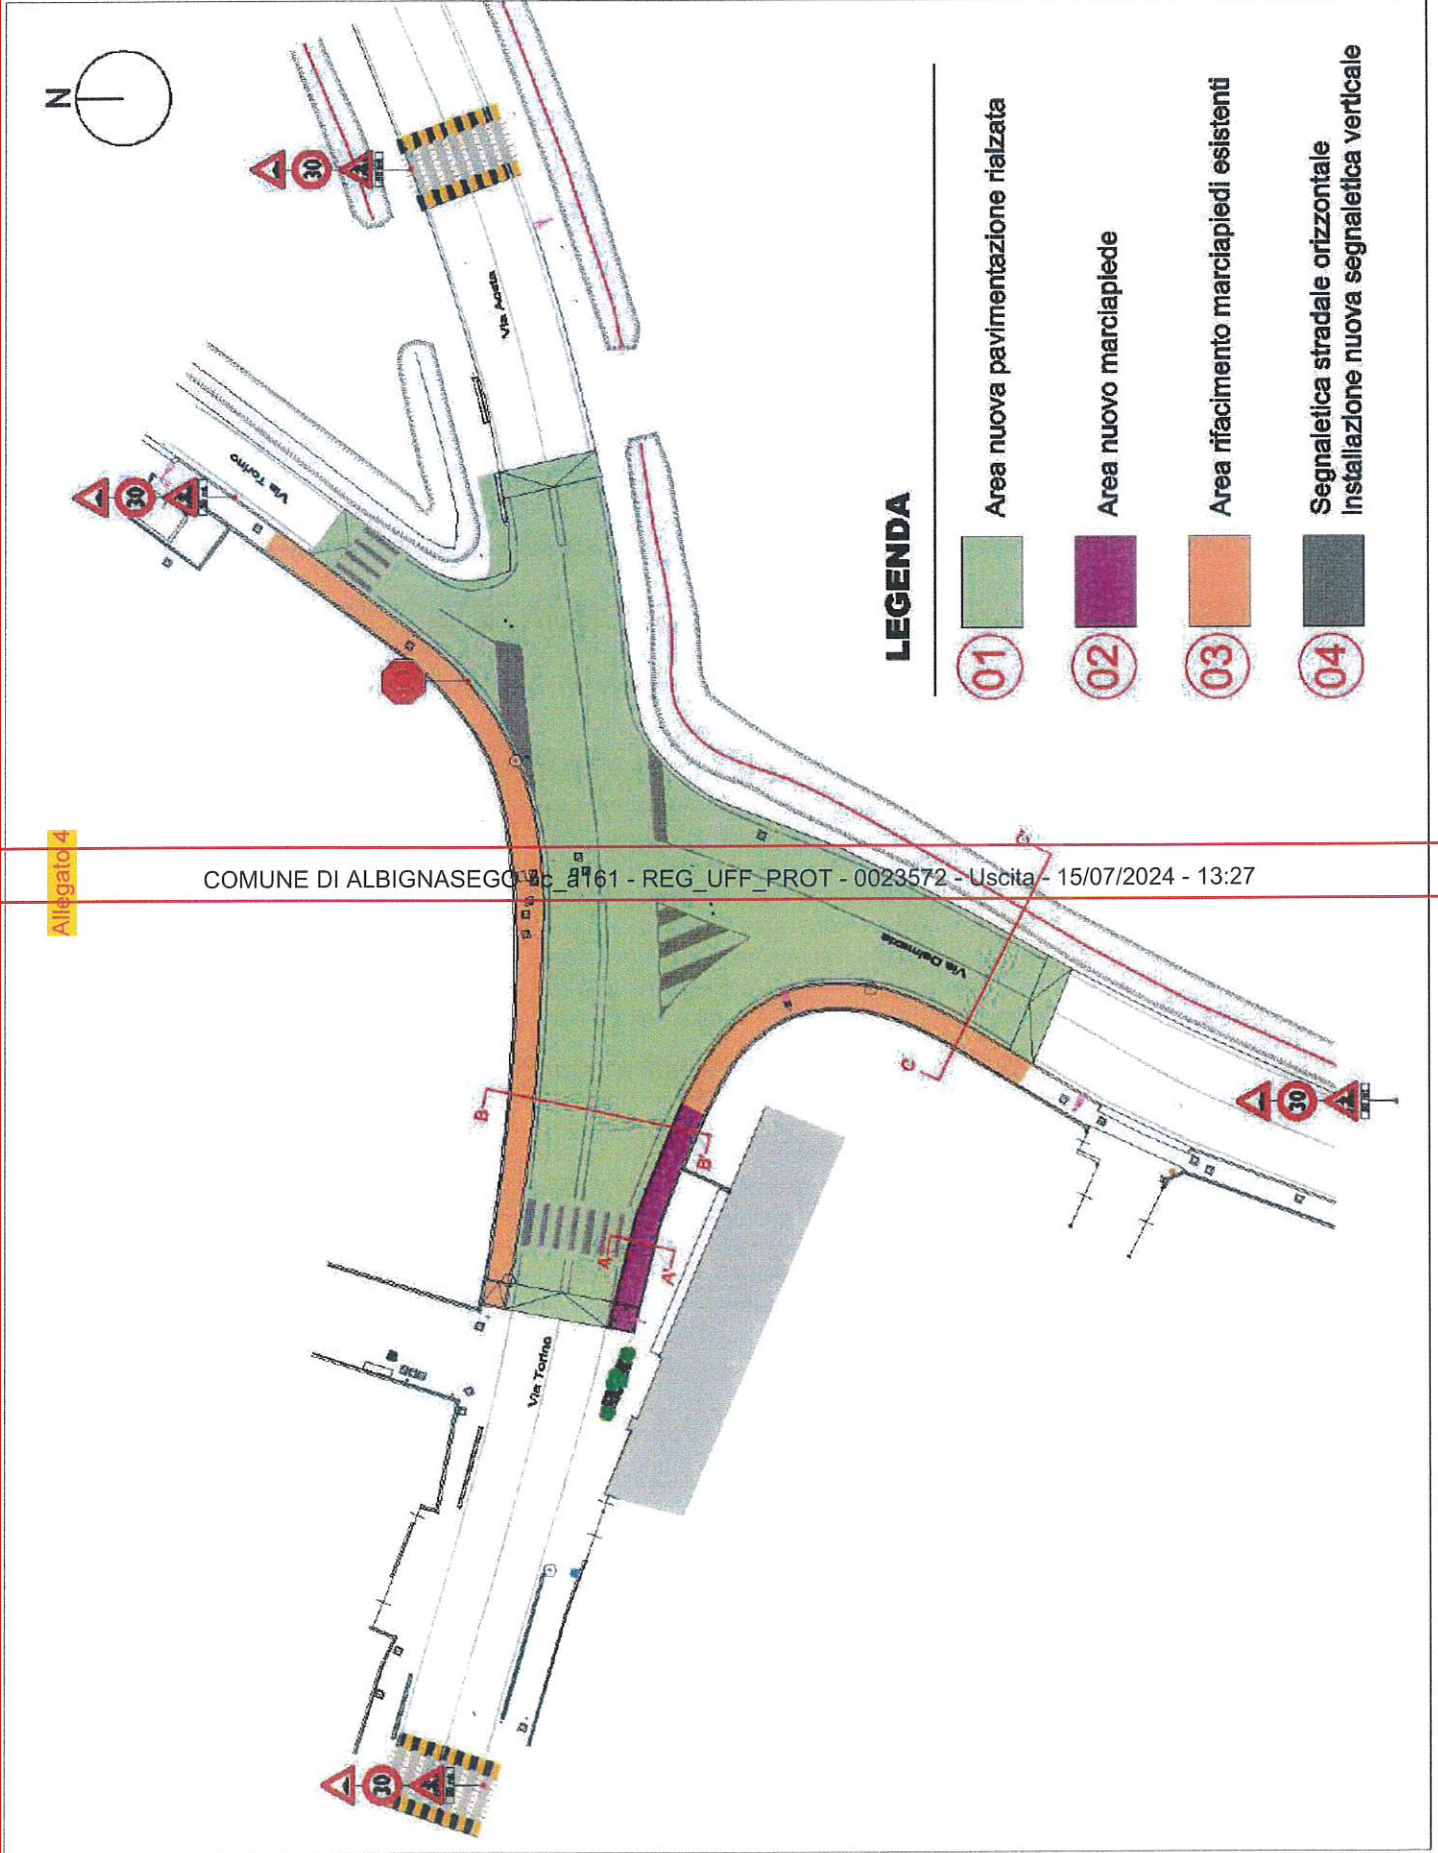 Allegato 4
COMUNE DI ALBIGNASEGO - c_a161 - REG_UFF_PROT - 0023572 - Uscita - 15/07/2024 - 13:27
N
30
Via Torino
30
Via Aosta
30
Via Dalmazia
30
Via Torino
A
A'
B
B'
C
C'
LEGENDA
01 Area nuova pavimentazione rialzata
02 Area nuovo marciapiede
03 Area rifacimento marciapiedi esistenti
04 Segnaletica stradale orizzontale
Installazione nuova segnaletica verticale